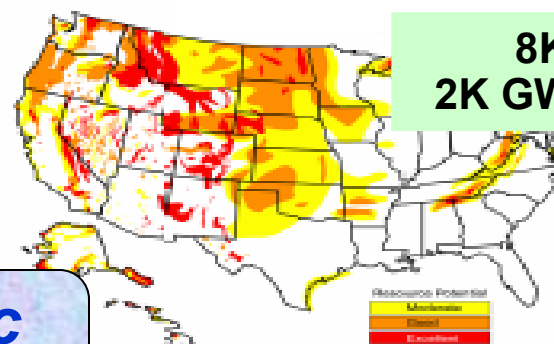 8K
2K GW
Resource Potential
Moderate
Good
Excellent
c